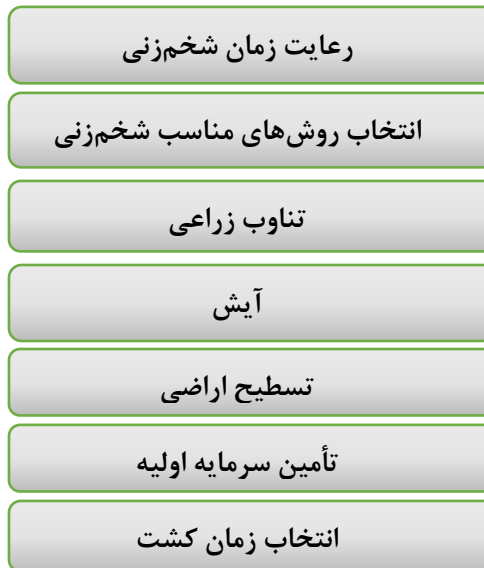 رعایت زمان شخم‌زنی
انتخاب روش‌های مناسب شخم‌زنی
تناوب زراعی
آیش
تسطیح اراضی
تأمین سرمایه اولیه
انتخاب زمان کشت